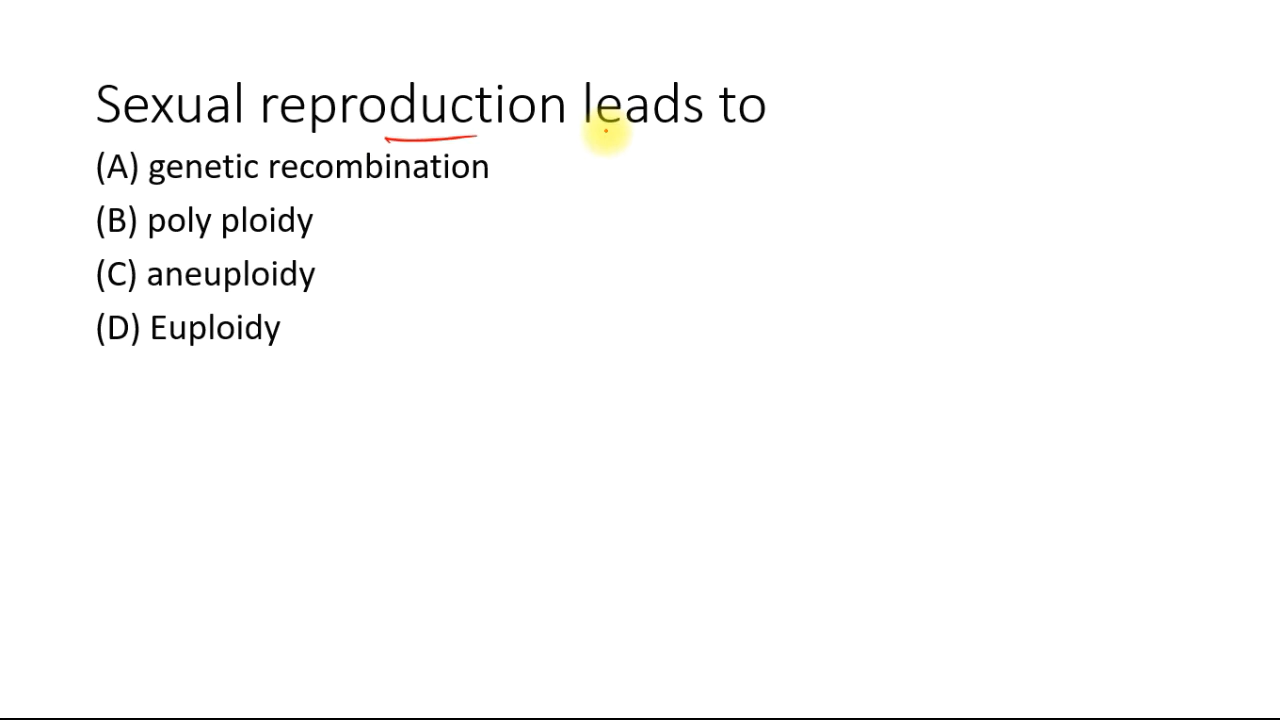 Sexual reproduction leads to
(A) genetic recombination
(B) poly ploidy
(C) aneuploidy
(D) Euploidy